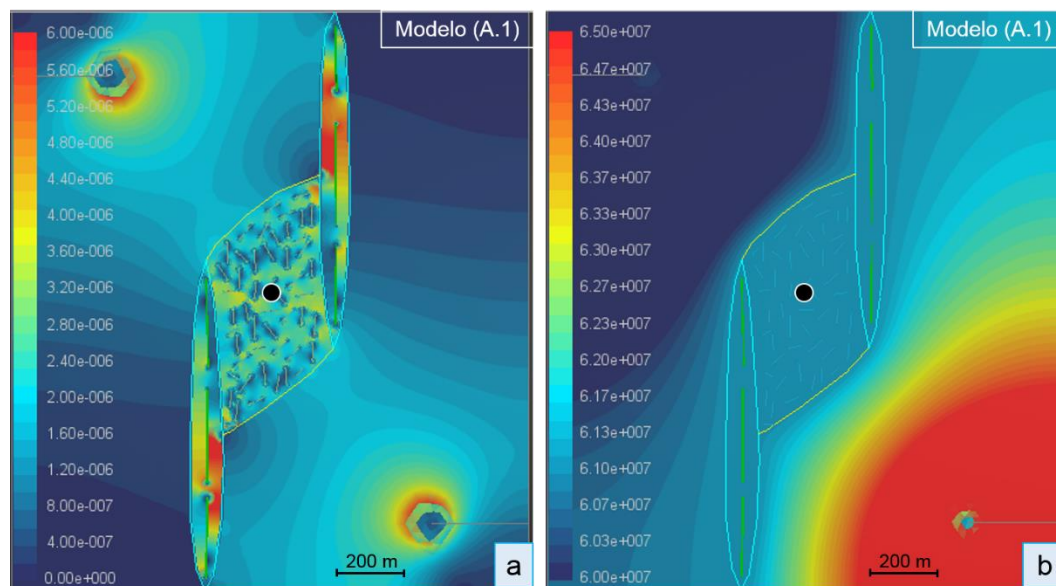 Modelo (A.1)
6.00e-006
5.60e-006
5.20e-006
4.80e-006
4.40e-006
4.00e-006
3.60e-006
3.20e-006
2.80e-006
2.40e-006
2.00e-006
1.60e-006
1.20e-006
8.00e-007
4.00e-007
0.00e+000
200 m
a
Modelo (A.1)
6.50e+007
6.47e+007
6.43e+007
6.40e+007
6.37e+007
6.33e+007
6.30e+007
6.27e+007
6.23e+007
6.20e+007
6.17e+007
6.13e+007
6.10e+007
6.07e+007
6.03e+007
6.00e+007
200 m
b